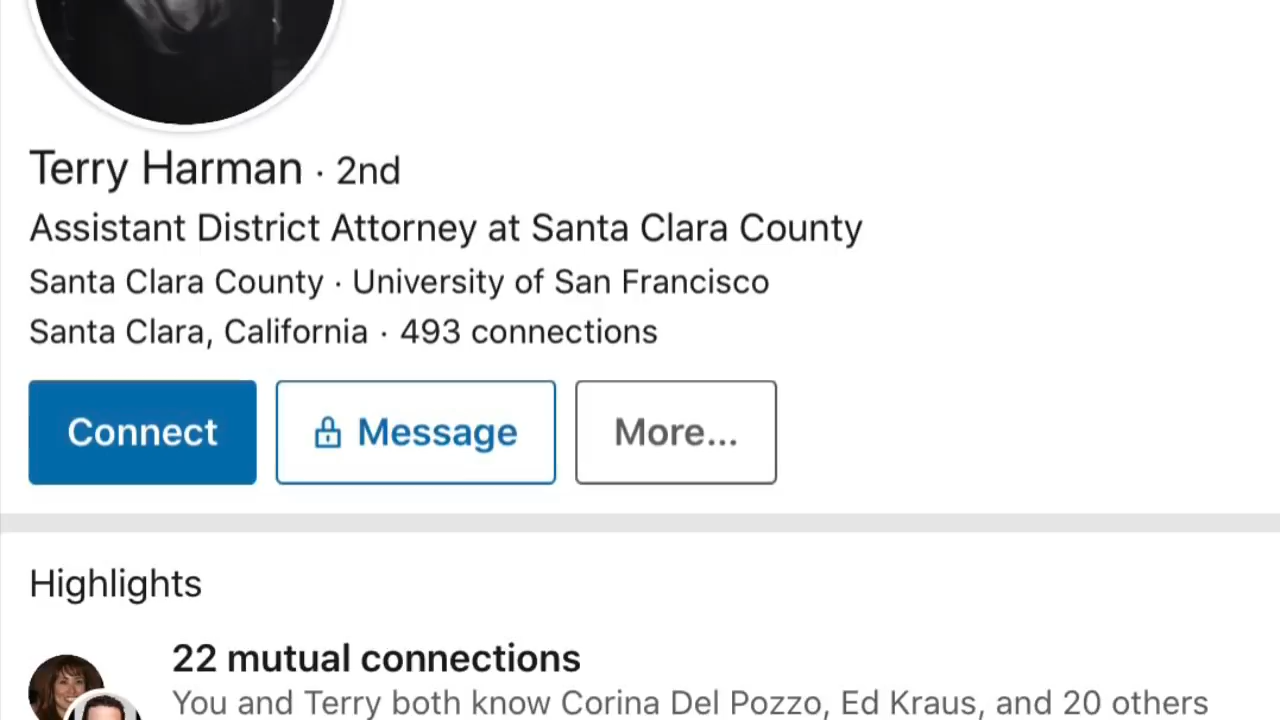 Terry Harman · 2nd
Assistant District Attorney at Santa Clara County
Santa Clara County · University of San Francisco
Santa Clara, California · 493 connections
Connect
Message
More...
Highlights
22 mutual connections
You and Terry both know Corina Del Pozzo, Ed Kraus, and 20 others